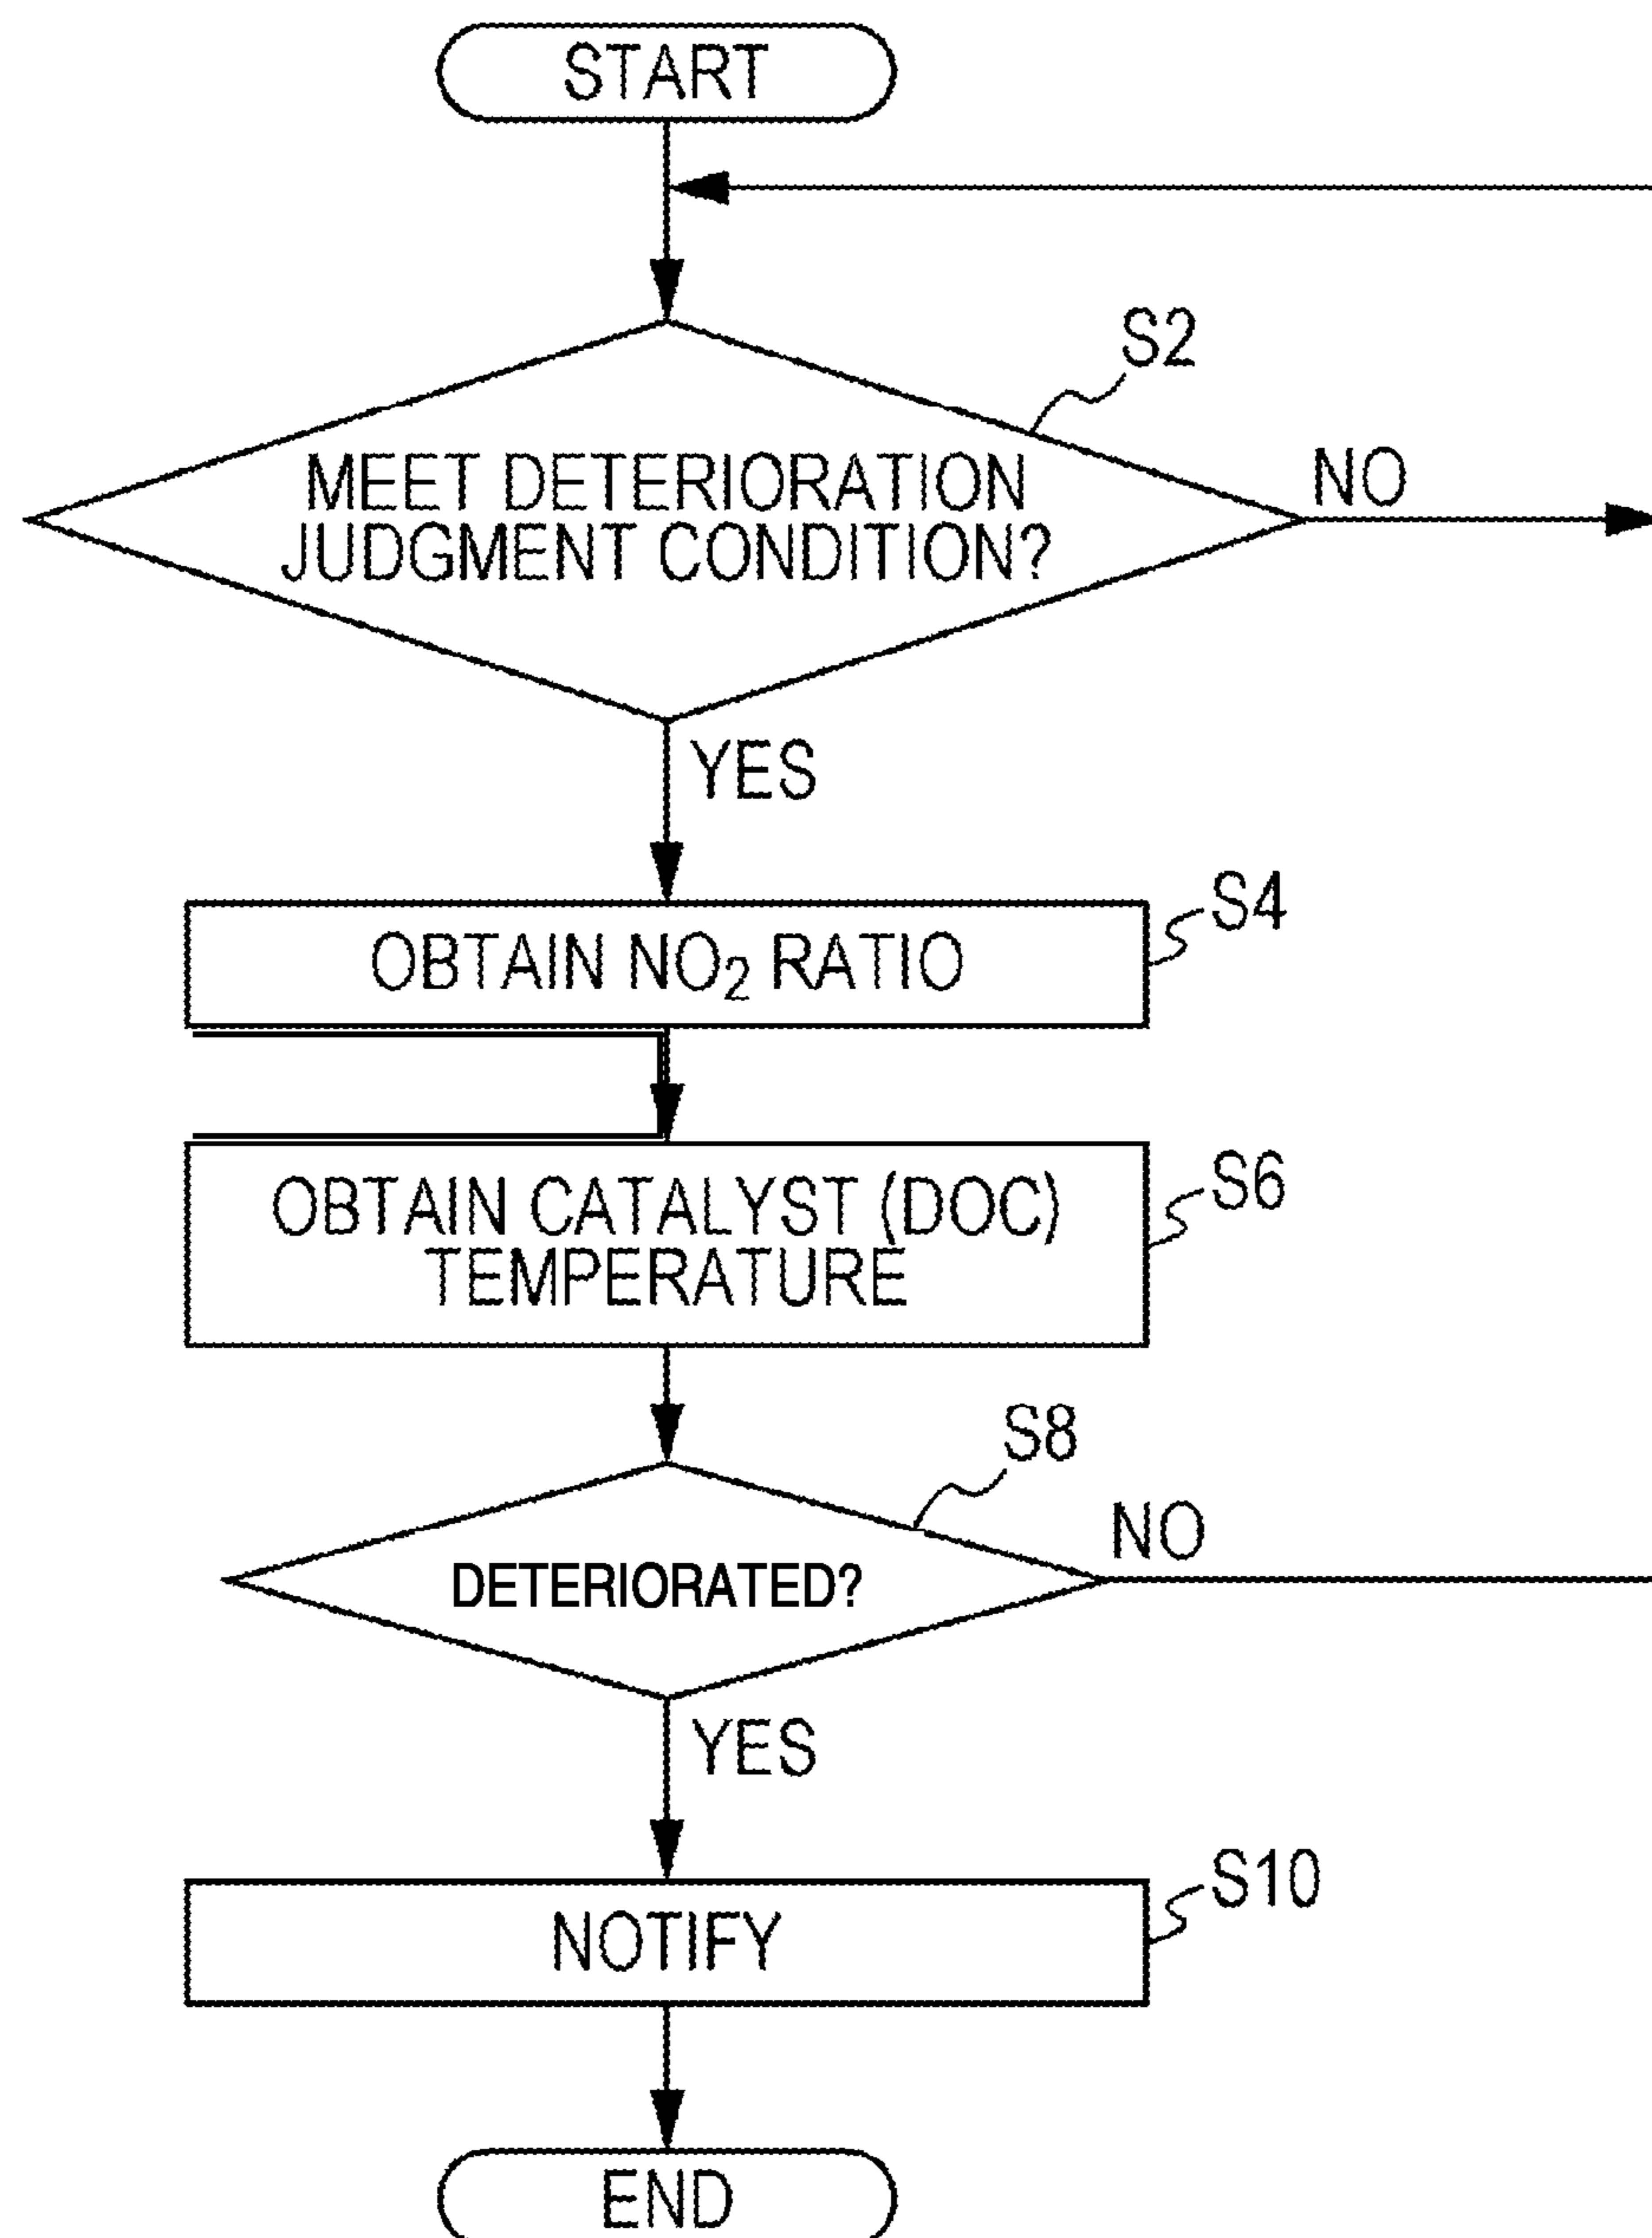 START
S2
MEET DETERIORATION
JUDGMENT CONDITION?
NO
YES
S4
OBTAIN NO₂ RATIO
S6
OBTAIN CATALYST (DOC)
TEMPERATURE
S8
DETERIORATED?
NO
YES
S10
NOTIFY
END